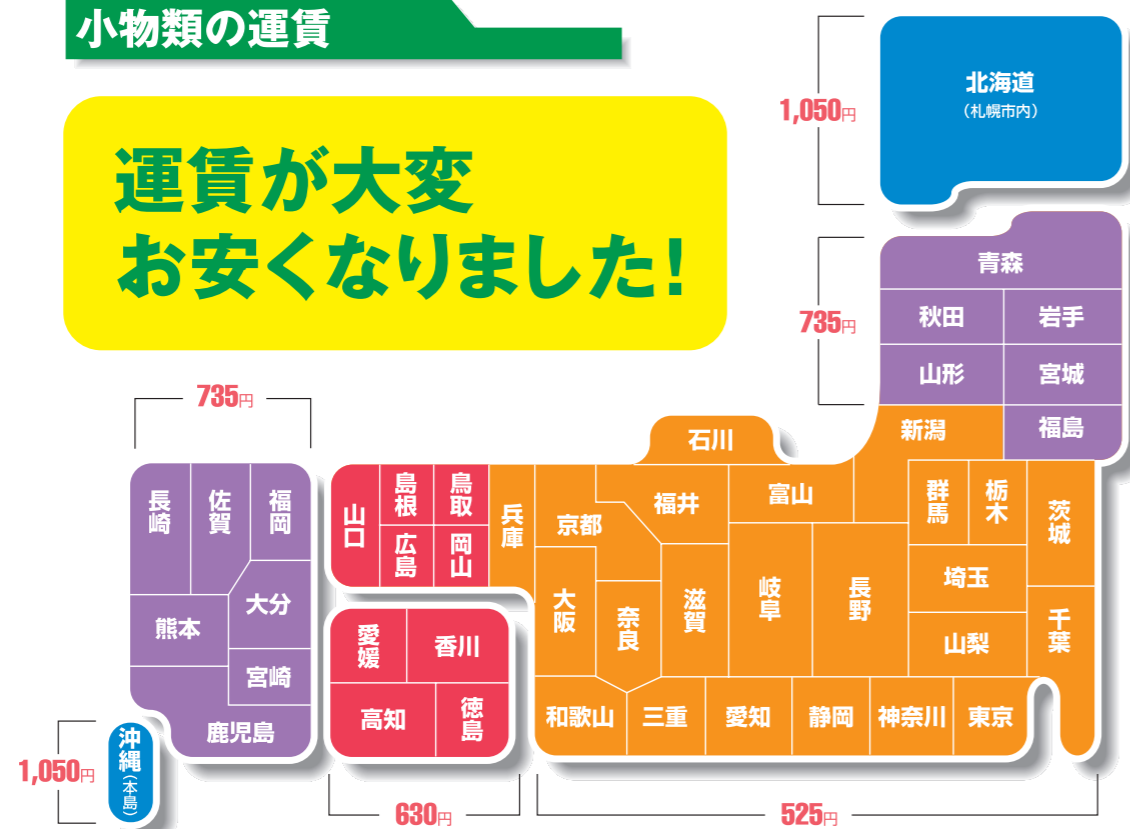 小物類の運賃
運賃が大変
お安くなりました!
1,050円
北海道
(札幌市内)
735円
青森
秋田
岩手
山形
宮城
福島
735円
長崎
佐賀
福岡
大分
熊本
宮崎
鹿児島
1,050円
沖縄(本島)
山口
島根
鳥取
広島
岡山
愛媛
香川
高知
徳島
630円
石川
新潟
兵庫
京都
福井
富山
群馬
栃木
茨城
大阪
奈良
滋賀
岐阜
長野
埼玉
山梨
千葉
和歌山
三重
愛知
静岡
神奈川
東京
525円